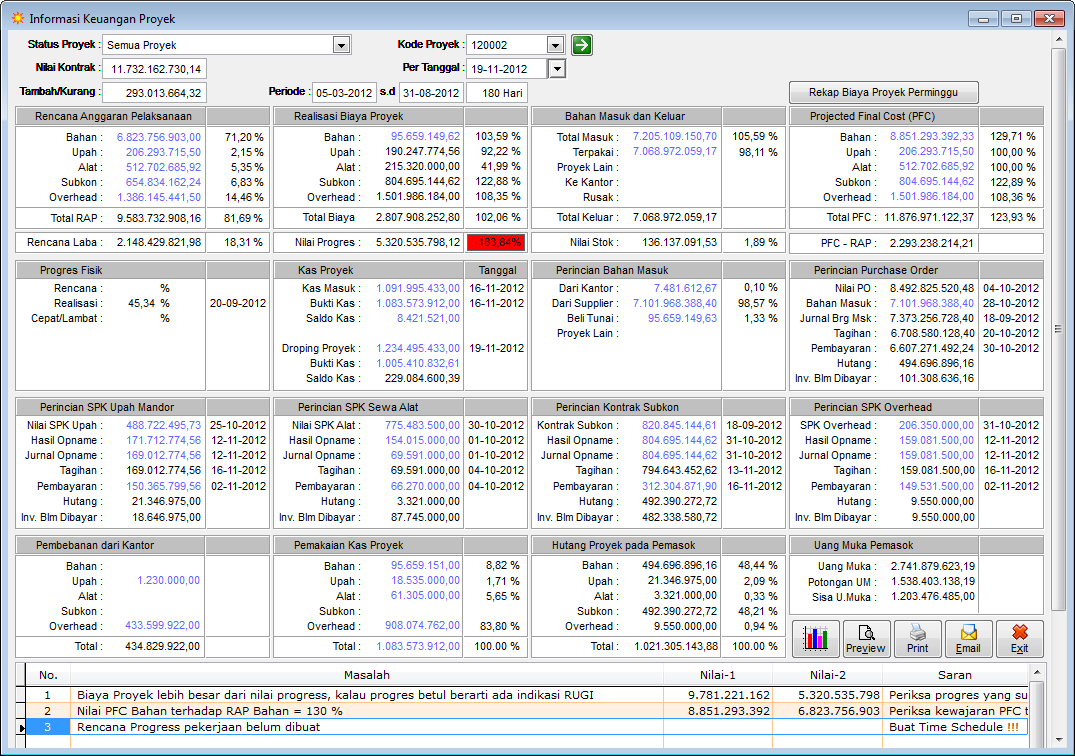 Informasi Keuangan Proyek
Status Proyek : Semua Proyek Kode Proyek : 120002
Nilai Kontrak : 11.732.162.730,14 Per Tanggal : 19-11-2012
Tambah/Kurang : 293.013.664,32 Periode : 05-03-2012 s.d 31-08-2012 180 Hari Rekap Biaya Proyek Perminggu
Rencana Anggaran Pelaksanaan
Bahan : 6.823.756.903,00 71,20 %
Upah : 206.293.715,50 2,15 %
Alat : 512.702.685,92 5,35 %
Subkon : 654.834.162,24 6,83 %
Overhead : 1.386.145.441,50 14,46 %
Total RAP : 9.583.732.908,16 81,69 %
Rencana Laba : 2.148.429.821,98 18,31 %
Realisasi Biaya Proyek
Bahan : 95.659.149,62 103,59 %
Upah : 190.247.774,56 92,22 %
Alat : 215.320.000,00 41,99 %
Subkon : 804.695.144,62 122,88 %
Overhead : 1.501.986.184,00 108,35 %
Total Biaya 2.807.908.252,80 102,06 %
Nilai Progres : 5.320.535.798,12 183,84%
Bahan Masuk dan Keluar
Total Masuk : 7.205.109.150,70 105,59 %
Terpakai : 7.068.972.059,17 98,11 %
Proyek Lain :
Ke Kantor :
Rusak :
Total Keluar : 7.068.972.059,17
Nilai Stok : 136.137.091,53 1,89 %
Projected Final Cost (PFC)
Bahan : 8.851.293.392,33 129,71 %
Upah : 206.293.715,50 100,00 %
Alat : 512.702.685,92 100,00 %
Subkon : 804.695.144,62 122,89 %
Overhead : 1.501.986.184,00 108,36 %
Total PFC : 11.876.971.122,37 123,93 %
PFC - RAP : 2.293.238.214,21
Progres Fisik
Rencana : %
Realisasi : 45,34 % 20-09-2012
Cepat/Lambat : %
Kas Proyek Tanggal
Kas Masuk : 1.091.995.433,00 16-11-2012
Bukti Kas : 1.083.573.912,00 16-11-2012
Saldo Kas : 8.421.521,00
Droping Proyek : 1.234.495.433,00 19-11-2012
Bukti Kas : 1.005.410.832,61
Saldo Kas : 229.084.600,39
Perincian Bahan Masuk
Dari Kantor : 7.481.612,67 0,10 %
Dari Supplier : 7.101.968.388,40 98,57 %
Beli Tunai : 95.659.149,63 1,33 %
Proyek Lain :
Perincian Purchase Order
Nilai PO : 8.492.825.520,48 04-10-2012
Bahan Masuk : 7.101.968.388,40 28-10-2012
Jurnal Brg Msk : 7.373.256.728,40 18-09-2012
Tagihan : 6.708.580.128,40 20-10-2012
Pembayaran : 6.607.271.492,24 30-10-2012
Hutang : 494.696.896,16
Inv. Blm Dibayar : 101.308.636,16
Perincian SPK Upah Mandor
Nilai SPK Upah : 488.722.495,73 25-10-2012
Hasil Opname : 171.712.774,56 12-11-2012
Jurnal Opname : 169.012.774,56 12-11-2012
Tagihan : 169.012.774,56 16-11-2012
Pembayaran : 150.365.799,56 02-11-2012
Hutang : 21.346.975,00
Inv. Blm Dibayar : 18.646.975,00
Perincian SPK Sewa Alat
Nilai SPK Alat : 775.483.500,00 30-10-2012
Hasil Opname : 154.015.000,00 01-10-2012
Jurnal Opname : 69.591.000,00 01-10-2012
Tagihan : 69.591.000,00 04-10-2012
Pembayaran : 66.270.000,00 04-10-2012
Hutang : 3.321.000,00
Inv. Blm Dibayar : 87.745.000,00
Perincian Kontrak Subkon
Kontrak Subkon : 820.845.144,61 18-09-2012
Hasil Opname : 804.695.144,62 31-10-2012
Jurnal Opname : 804.695.144,62 31-10-2012
Tagihan : 794.643.452,62 13-11-2012
Pembayaran : 312.304.871,90 16-11-2012
Hutang : 492.390.272,72
Inv. Blm Dibayar : 482.338.580,72
Perincian SPK Overhead
SPK Overhead : 206.350.000,00 31-10-2012
Hasil Opname : 159.081.500,00 12-11-2012
Jurnal Opname : 159.081.500,00 12-11-2012
Tagihan : 159.081.500,00 16-11-2012
Pembayaran : 149.531.500,00 02-11-2012
Hutang : 9.550.000,00
Inv. Blm Dibayar : 9.550.000,00
Pembebanan dari Kantor
Bahan :
Upah : 1.230.000,00
Alat :
Subkon :
Overhead : 433.599.922,00
Total : 434.829.922,00
Pemakaian Kas Proyek
Bahan : 95.659.151,00 8,82 %
Upah : 18.535.000,00 1,71 %
Alat : 61.305.000,00 5,65 %
Subkon :
Overhead : 908.074.762,00 83,80 %
Total : 1.083.573.912,00 100.00 %
Hutang Proyek pada Pemasok
Bahan : 494.696.896,16 48,44 %
Upah : 21.346.975,00 2,09 %
Alat : 3.321.000,00 0,33 %
Subkon : 492.390.272,72 48,21 %
Overhead : 9.550.000,00 0,94 %
Total : 1.021.305.143,88 100.00 %
Uang Muka Pemasok
Uang Muka : 2.741.879.623,19
Potongan UM : 1.538.403.138,19
Sisa U.Muka : 1.203.476.485,00
Preview Print Email Exit
No. Masalah Nilai-1 Nilai-2 Saran
1 Biaya Proyek lebih besar dari nilai progress, kalau progres betul berarti ada indikasi RUGI 9.781.221.162 5.320.535.798 Periksa progres yang su
2 Nilai PFC Bahan terhadap RAP Bahan = 130 % 8.851.293.392 6.823.756.903 Periksa kewajaran PFC t
3 Rencana Progress pekerjaan belum dibuat Buat Time Schedule !!!